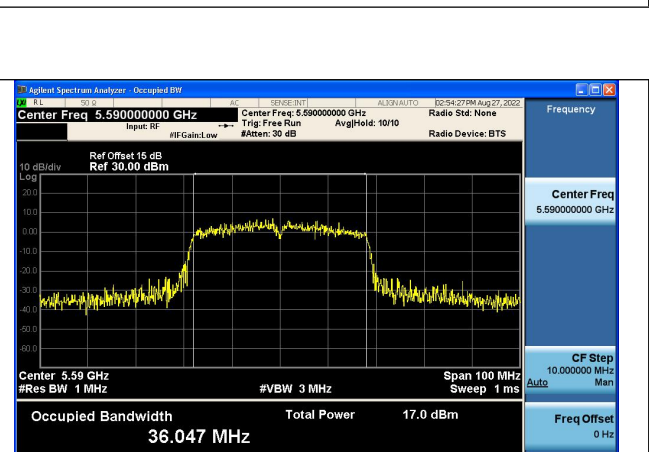 Agilent Spectrum Analyzer - Occupied BW
RL 50 Ω AC SENSE:INT ALIGNAUTO 02:54:27 PM Aug 27, 2022
Center Freq 5.590000000 GHz Center Freq: 5.590000000 GHz Radio Std: None
Input: RF Trig: Free Run Avg|Hold: 10/10
#IFGain:Low #Atten: 30 dB Radio Device: BTS
Frequency
Ref Offset 15 dB
10 dB/div Ref 30.00 dBm
Log
20.0
10.0
0.00
-10.0
-20.0
-30.0
-40.0
-50.0
-60.0
Center Freq
5.590000000 GHz
Center 5.59 GHz Span 100 MHz
#Res BW 1 MHz #VBW 3 MHz Sweep 1 ms
CF Step
10.000000 MHz
Auto Man
Occupied Bandwidth Total Power 17.0 dBm
36.047 MHz
Freq Offset
0 Hz